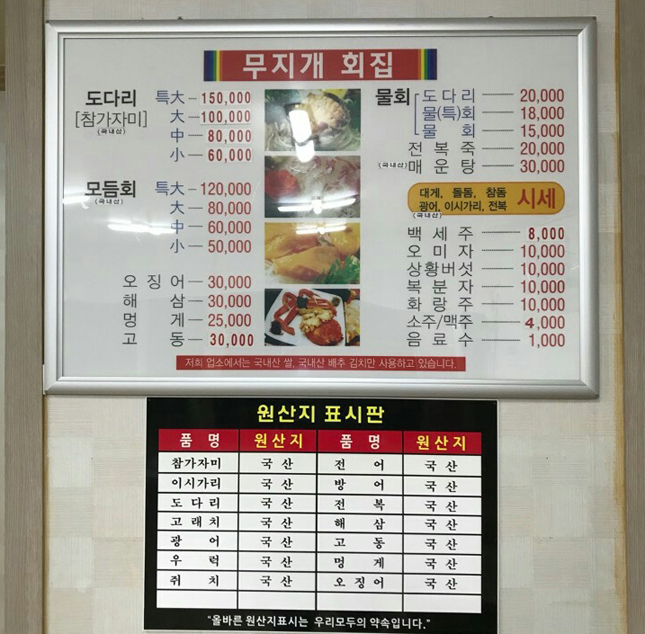 무지개 회집
도다리 특大 150,000
[참가자미] 大 100,000
(국내산) 中 80,000
小 60,000
모듬회 특大 120,000
(국내산) 大 80,000
中 60,000
小 50,000
오징어 30,000
해삼 30,000
멍게 25,000
고동 30,000
물회 도다리 20,000
물(특)회 18,000
물회 15,000
전복죽 20,000
(국내산) 매운탕 30,000
대게, 돌돔, 참돔
광어, 이시가리, 전복 시세
(국내산)
백세주 8,000
오미자 10,000
상황버섯 10,000
복분자 10,000
화랑주 10,000
소주/맥주 4,000
음료수 1,000
저희 업소에서는 국내산 쌀, 국내산 배추 김치만 사용하고 있습니다.
원산지 표시판
품명 원산지 품명 원산지
참가자미 국산 전어 국산
이시가리 국산 방어 국산
도다리 국산 전복 국산
고래치 국산 해삼 국산
광어 국산 고동 국산
우럭 국산 멍게 국산
쥐치 국산 오징어 국산
"올바른 원산지표시는 우리모두의 약속입니다."